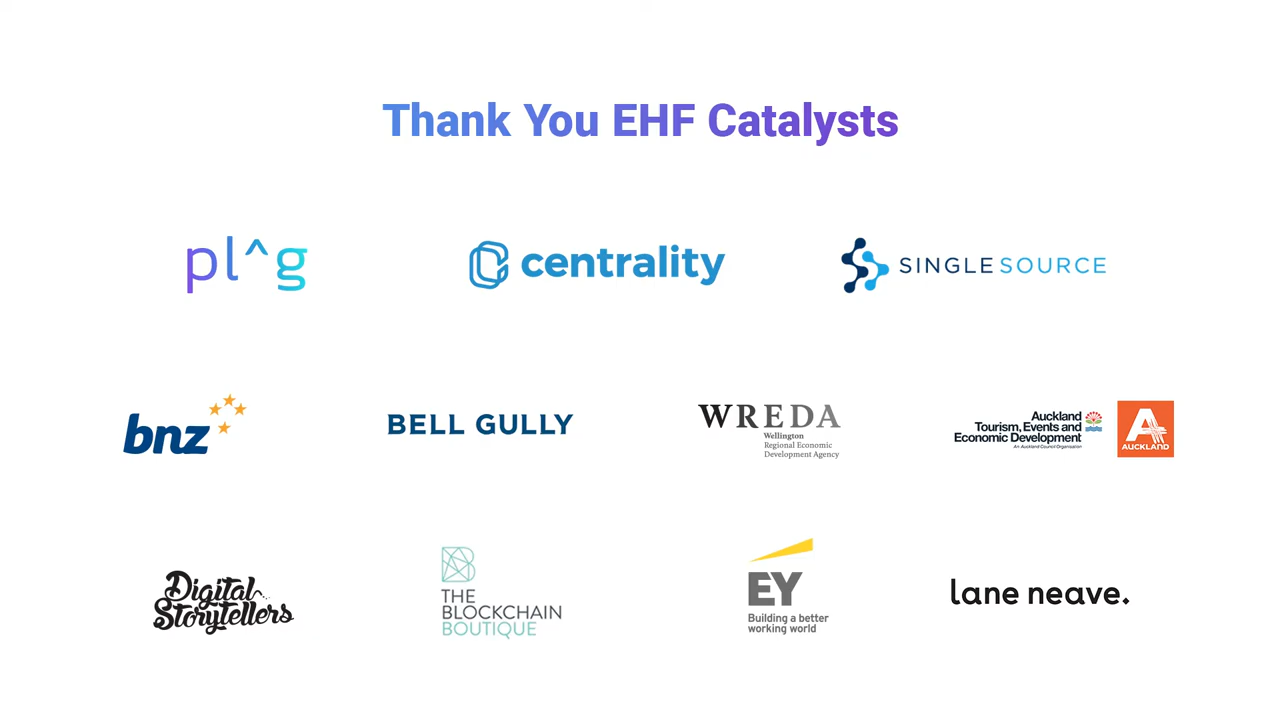 Thank You EHF Catalysts
pl^g
centrality
SINGLE SOURCE
bnz
BELL GULLY
WREDA
Wellington
Regional Economic
Development Agency
Auckland
Tourism, Events and
Economic Development
An Auckland Council Organisation
AUCKLAND
Digital
Storytellers
THE
BLOCKCHAIN
BOUTIQUE
EY
Building a better
working world
lane neave.